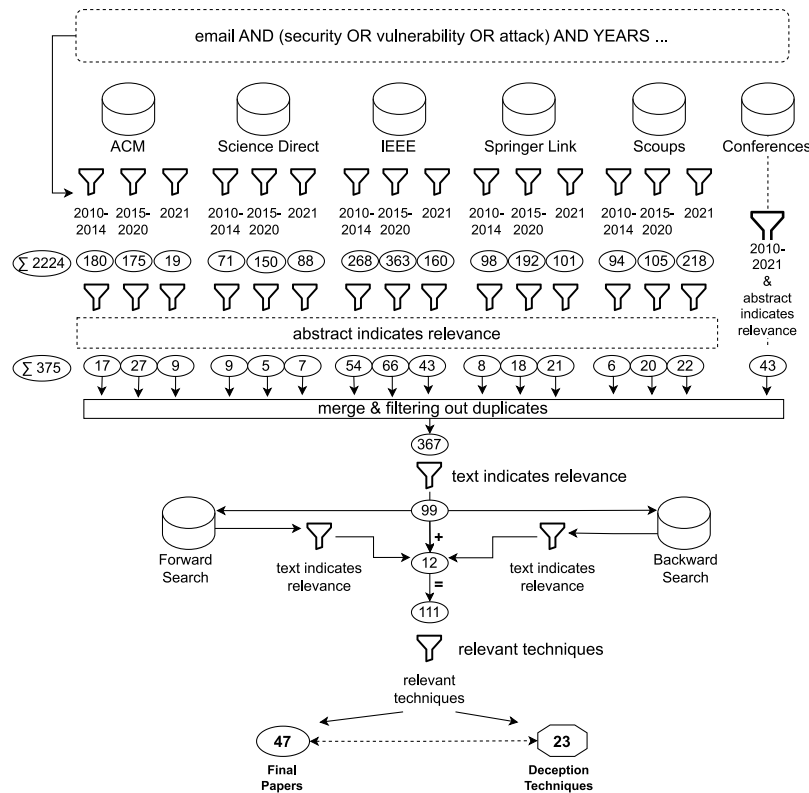 email AND (security OR vulnerability OR attack) AND YEARS ...
ACM Science Direct IEEE Springer Link Scoups Conferences
2010- 2015- 2021 2010- 2015- 2021 2010- 2015- 2021 2010- 2015- 2021 2010- 2015- 2021
2014 2020 2014 2020 2014 2020 2014 2020 2014 2020
2010-
2021
&
abstract
indicates
relevance
∑ 2224 180 175 19 71 150 88 268 363 160 98 192 101 94 105 218
abstract indicates relevance
∑ 375 17 27 9 9 5 7 54 66 43 8 18 21 6 20 22 43
merge & filtering out duplicates
367
text indicates relevance
99
Forward
Search
text indicates
relevance
+
12
=
text indicates
relevance
Backward
Search
111
relevant techniques
relevant
techniques
47
Final
Papers
23
Deception
Techniques